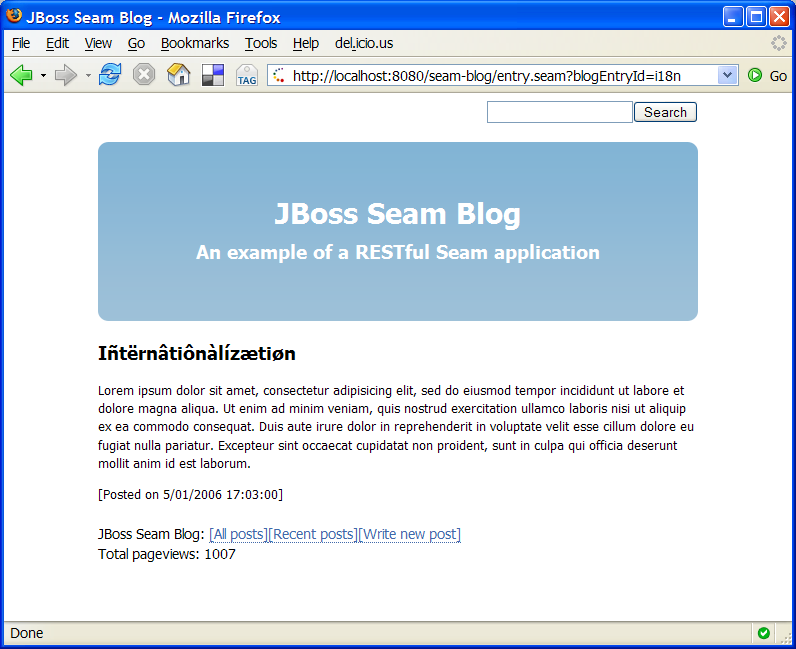 JBoss Seam Blog - Mozilla Firefox
File Edit View Go Bookmarks Tools Help del.icio.us
TAG http://localhost:8080/seam-blog/entry.seam?blogEntryId=i18n Go
Search
JBoss Seam Blog
An example of a RESTful Seam application
Iñtërnâtiônàlízætiøn
Lorem ipsum dolor sit amet, consectetur adipisicing elit, sed do eiusmod tempor incididunt ut labore et
dolore magna aliqua. Ut enim ad minim veniam, quis nostrud exercitation ullamco laboris nisi ut aliquip
ex ea commodo consequat. Duis aute irure dolor in reprehenderit in voluptate velit esse cillum dolore eu
fugiat nulla pariatur. Excepteur sint occaecat cupidatat non proident, sunt in culpa qui officia deserunt
mollit anim id est laborum.
[Posted on 5/01/2006 17:03:00]
JBoss Seam Blog: [All posts][Recent posts][Write new post]
Total pageviews: 1007
Done